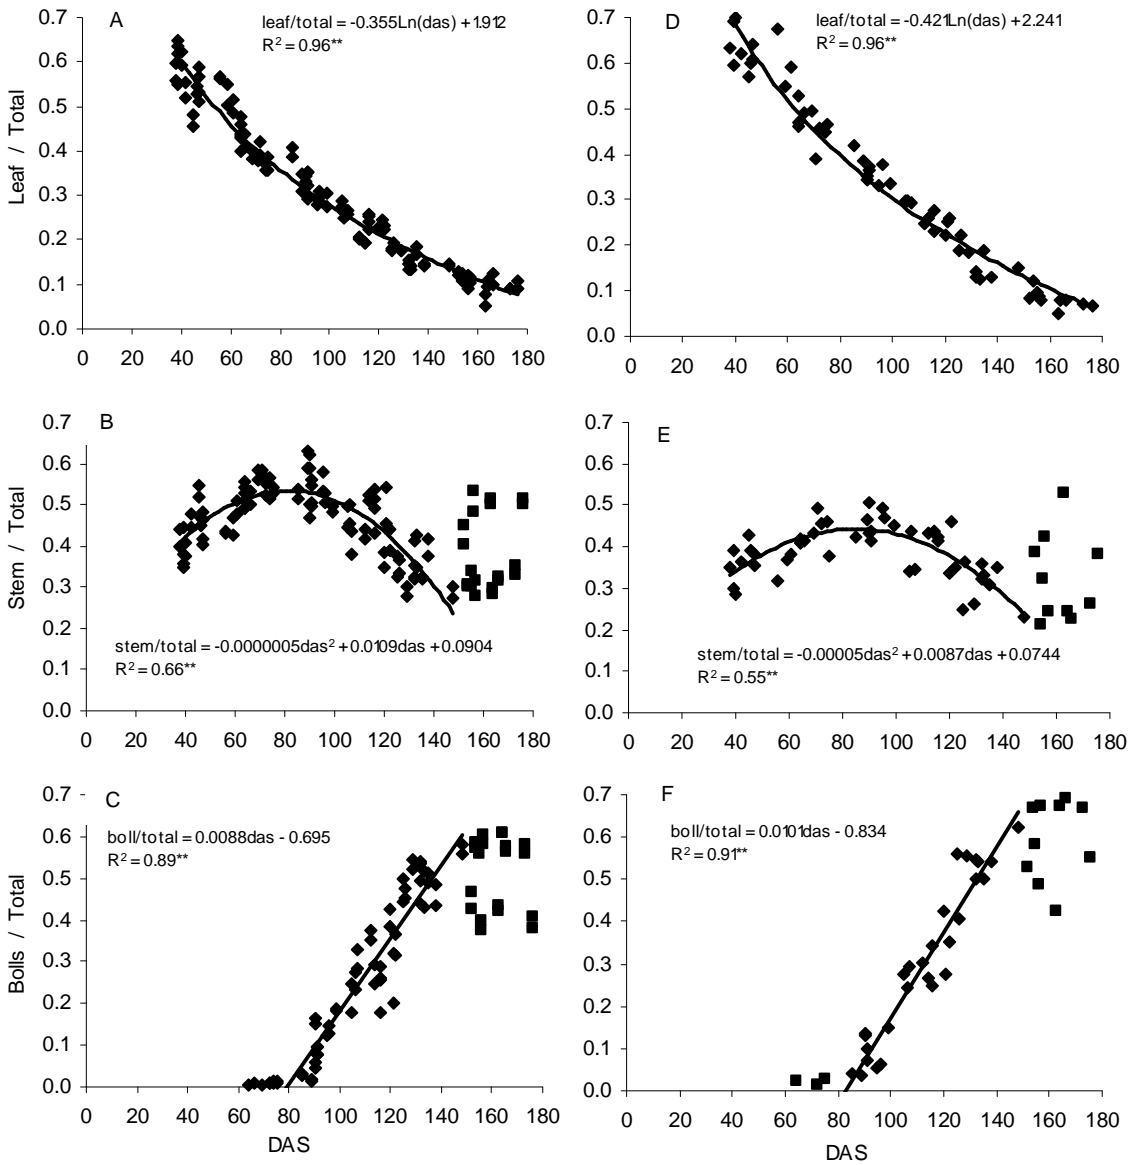 A
leaf/total = -0.355Ln(das) + 1.912
R² = 0.96**
Leaf / Total
0.7
0.6
0.5
0.4
0.3
0.2
0.1
0.0
0 20 40 60 80 100 120 140 160 180
D
leaf/total = -0.421Ln(das) + 2.241
R² = 0.96**
0.7
0.6
0.5
0.4
0.3
0.2
0.1
0.0
0 20 40 60 80 100 120 140 160 180
B
Stem / Total
0.7
0.6
0.5
0.4
0.3
0.2
0.1
0.0
stem/total = -0.0000005das² + 0.0109das + 0.0904
R² = 0.66**
0 20 40 60 80 100 120 140 160 180
E
0.7
0.6
0.5
0.4
0.3
0.2
0.1
0.0
stem/total = -0.00005das² + 0.0087das + 0.0744
R² = 0.55**
0 20 40 60 80 100 120 140 160 180
C
boll/total = 0.0088das - 0.695
R² = 0.89**
Bolls / Total
0.7
0.6
0.5
0.4
0.3
0.2
0.1
0.0
0 20 40 60 80 100 120 140 160 180
DAS
F
boll/total = 0.0101das - 0.834
R² = 0.91**
0.7
0.6
0.5
0.4
0.3
0.2
0.1
0.0
0 20 40 60 80 100 120 140 160 180
DAS